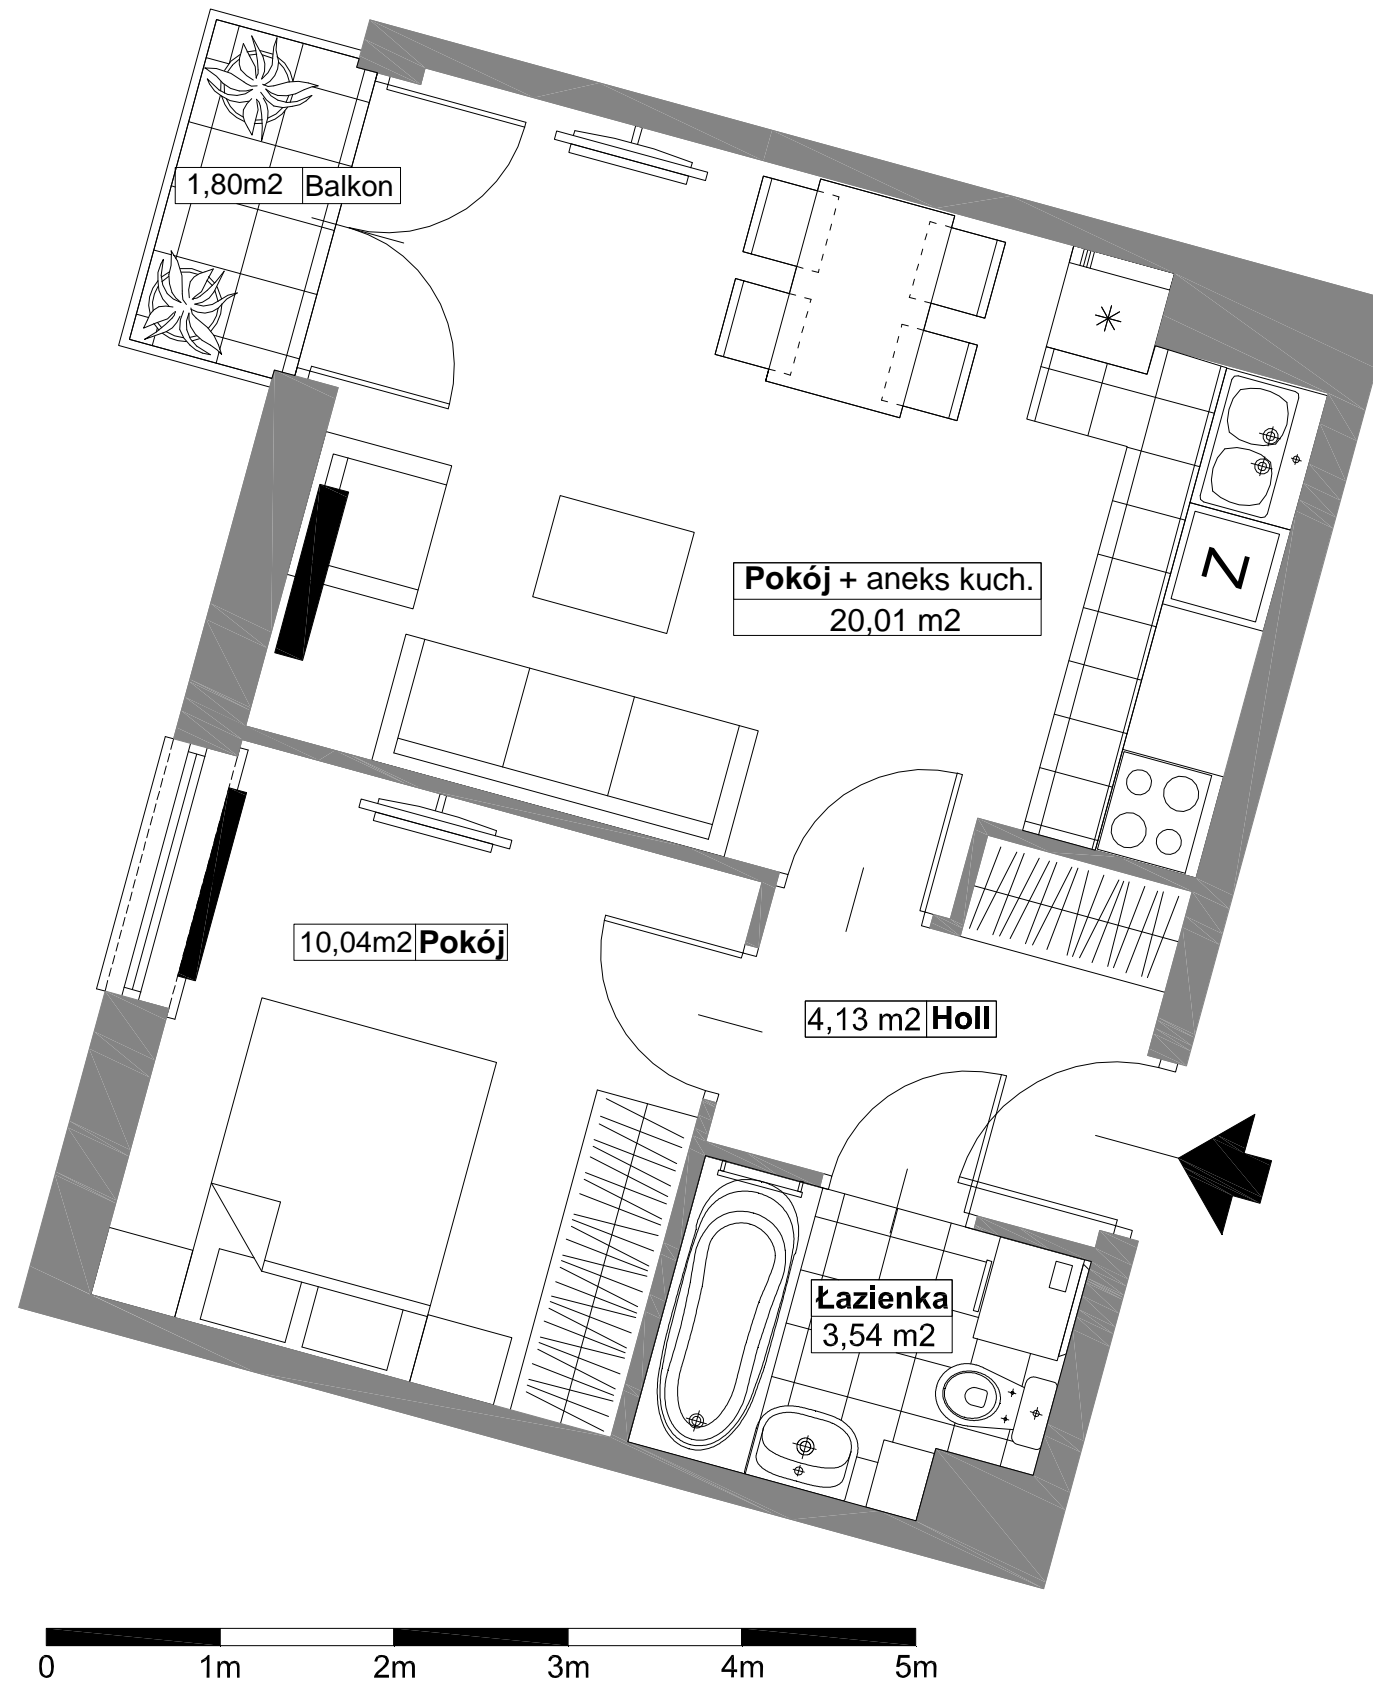 1,80m2 Balkon
Pokój + aneks kuch.
20,01 m2
Z
10,04m2 Pokój
4,13 m2 Holl
Łazienka
3,54 m2
0 1m 2m 3m 4m 5m